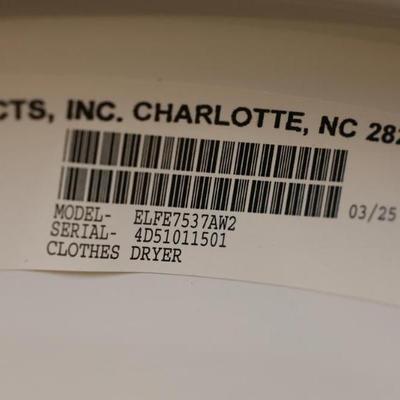 CTS, INC. CHARLOTTE, NC 282
03/25
MODEL- ELFE7537AW2
SERIAL- 4D51011501
CLOTHES DRYER